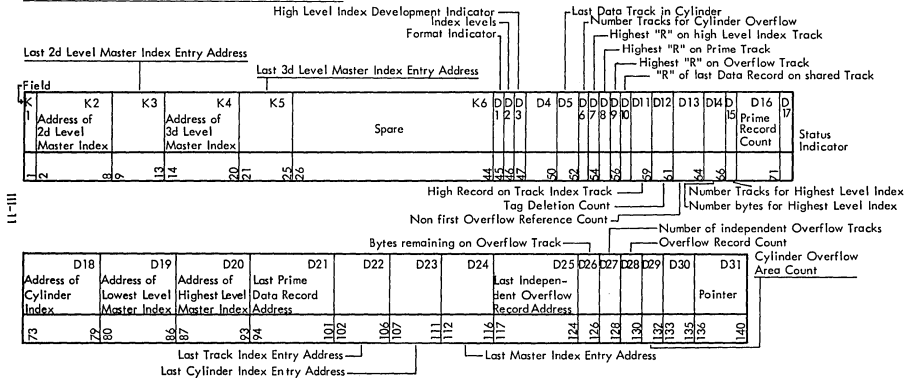 High Level Index Development Indicator
Index levels
Format Indicator
Last Data Track in Cylinder
Number Tracks for Cylinder Overflow
Highest "R" on high Level Index Track
Highest "R" on Prime Track
Highest "R" on Overflow Track
"R" of last Data Record on shared Track
Last 2d Level Master Index Entry Address
Last 3d Level Master Index Entry Address
Field
K 1 K2 K3 K4 K5 K6 D 1 D 2 D 3 D4 D5 D 6 D 7 D 8 D 9 D 10 D11 D12 D13 D14 D 15 D16 D 17
Address of 2d Level Master Index
Address of 3d Level Master Index
Spare
Prime Record Count
Status Indicator
1 2 8 9 13 14 20 21 25 26 44 45 46 47 50 52 54 56 59 61 64 66 71
High Record on Track Index Track
Tag Deletion Count
Non first Overflow Reference Count
Number Tracks for Highest Level Index
Number bytes for Highest Level Index
III-11
Bytes remaining on Overflow Track
Number of independent Overflow Tracks
Overflow Record Count
Cylinder Overflow Area Count
D18 D19 D20 D21 D22 D23 D24 D25 D26 D27 D28 D29 D30 D31
Address of Cylinder Index
Address of Lowest Level Master Index
Address of Highest Level Master Index
Last Prime Data Record Address
Last Independent Overflow Record Address
Pointer
73 79 80 86 87 93 94 101 102 106 107 111 112 116 117 124 126 128 130 132 133 135 136 140
Last Track Index Entry Address
Last Cylinder Index Entry Address
Last Master Index Entry Address